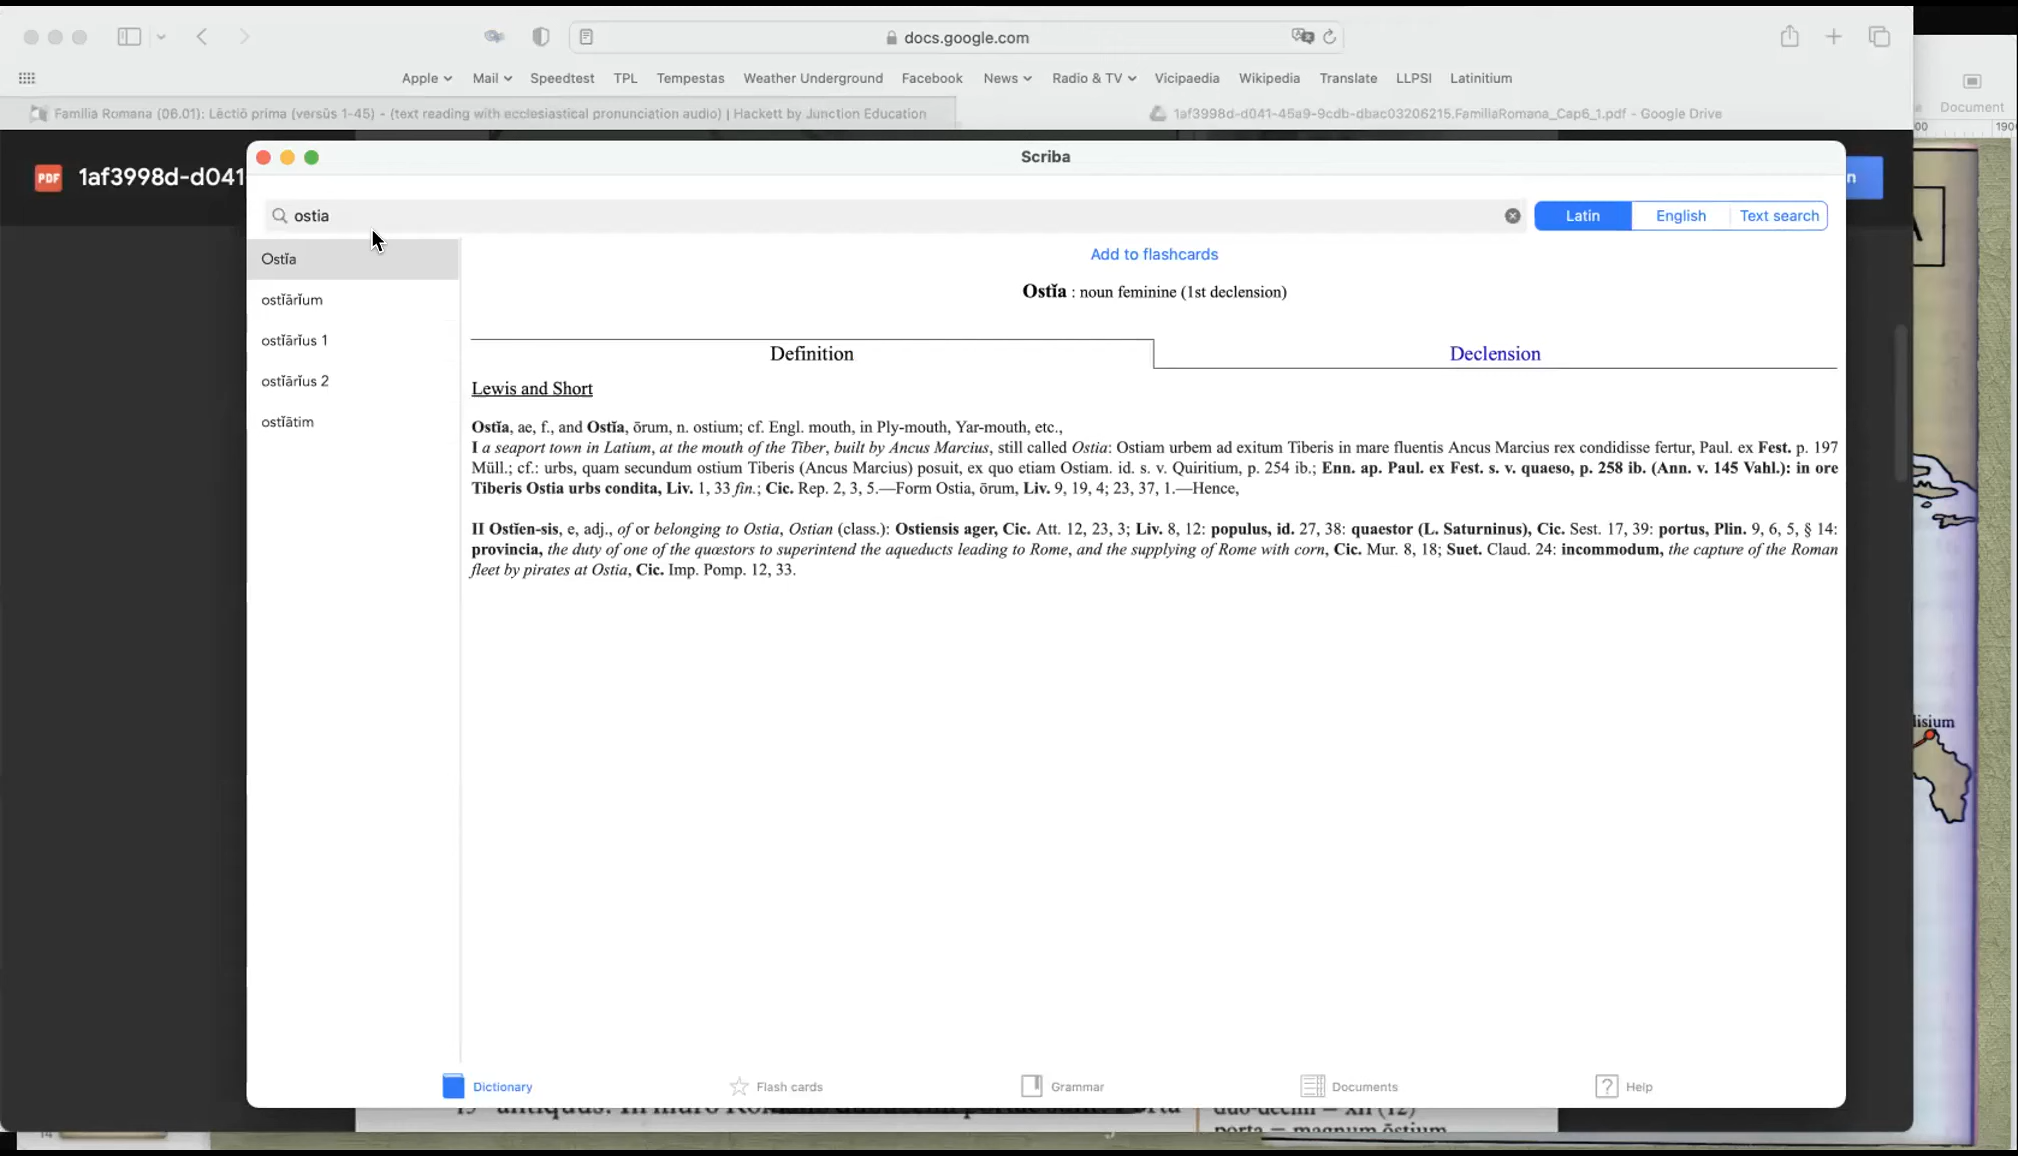 docs.google.com
Apple Mail Speedtest TPL Tempestas Weather Underground Facebook News Radio & TV Vicipaedia Wikipedia Translate LLPSI Latinitium
Familia Romana (06.01): Lēctiō prīma (versūs 1-45) - (text reading with ecclesiastical pronunciation audio) | Hackett by Junction Education
1af3998d-d041-45a9-9cdb-dbac03206215.FamiliaRomana_Cap6_1.pdf - Google Drive
Document
1900
PDF 1af3998d-d041
Scriba
ostia
Latin English Text search
Ostĭa
ostĭārĭum
ostĭārĭus 1
ostĭārĭus 2
ostĭātim
Add to flashcards
Ostĭa : noun feminine (1st declension)
Definition
Declension
Lewis and Short
Ostĭa, ae, f., and Ostĭa, ōrum, n. ostium; cf. Engl. mouth, in Ply-mouth, Yar-mouth, etc.,
I a seaport town in Latium, at the mouth of the Tiber, built by Ancus Marcius, still called Ostia: Ostiam urbem ad exitum Tiberis in mare fluentis Ancus Marcius rex condidisse fertur, Paul. ex Fest. p. 197
Müll.; cf.: urbs, quam secundum ostium Tiberis (Ancus Marcius) posuit, ex quo etiam Ostiam. id. s. v. Quiritium, p. 254 ib.; Enn. ap. Paul. ex Fest. s. v. quaeso, p. 258 ib. (Ann. v. 145 Vahl.): in ore
Tiberis Ostia urbs condita, Liv. 1, 33 fin.; Cic. Rep. 2, 3, 5.—Form Ostia, ōrum, Liv. 9, 19, 4; 23, 37, 1.—Hence,
II Ostĭen-sis, e, adj., of or belonging to Ostia, Ostian (class.): Ostiensis ager, Cic. Att. 12, 23, 3; Liv. 8, 12: populus, id. 27, 38: quaestor (L. Saturninus), Cic. Sest. 17, 39: portus, Plin. 9, 6, 5, § 14:
provincia, the duty of one of the questors to superintend the aqueducts leading to Rome, and the supplying of Rome with corn, Cic. Mur. 8, 18; Suet. Claud. 24: incommodum, the capture of the Roman
fleet by pirates at Ostia, Cic. Imp. Pomp. 12, 33.
Dictionary
Flash cards
Grammar
Documents
Help
duo-decim = XII (12)
porta = magnum ōstium
14